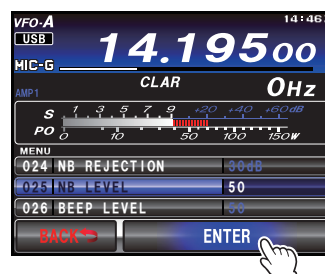 VFO-A 14:46
USB
14.19500
MIC-G
CLAR 0Hz
AMP1
S 1 3 5 7 9 +20 +40 +60dB
PO 0 10 50 100 150W
MENU
024 NB REJECTION 30dB
025 NB LEVEL 50
026 BEEP LEVEL
BACK ENTER